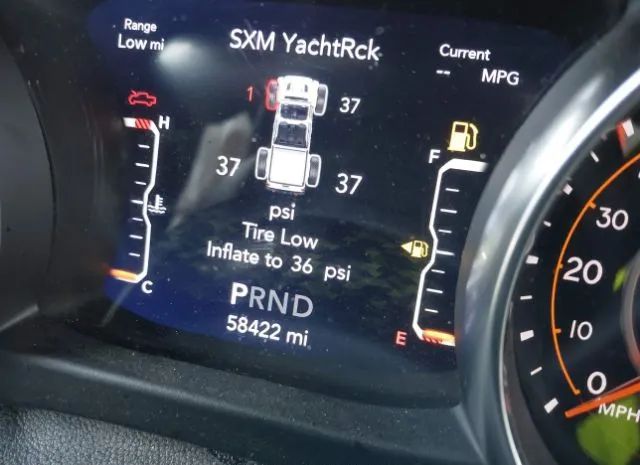 Range
Low mi
SXM YachtRck
Current
-- MPG
1 37
H
F
37 37
psi
Tire Low
Inflate to 36 psi
C
PRND
E
58422 mi
30
20
10
0
MPH